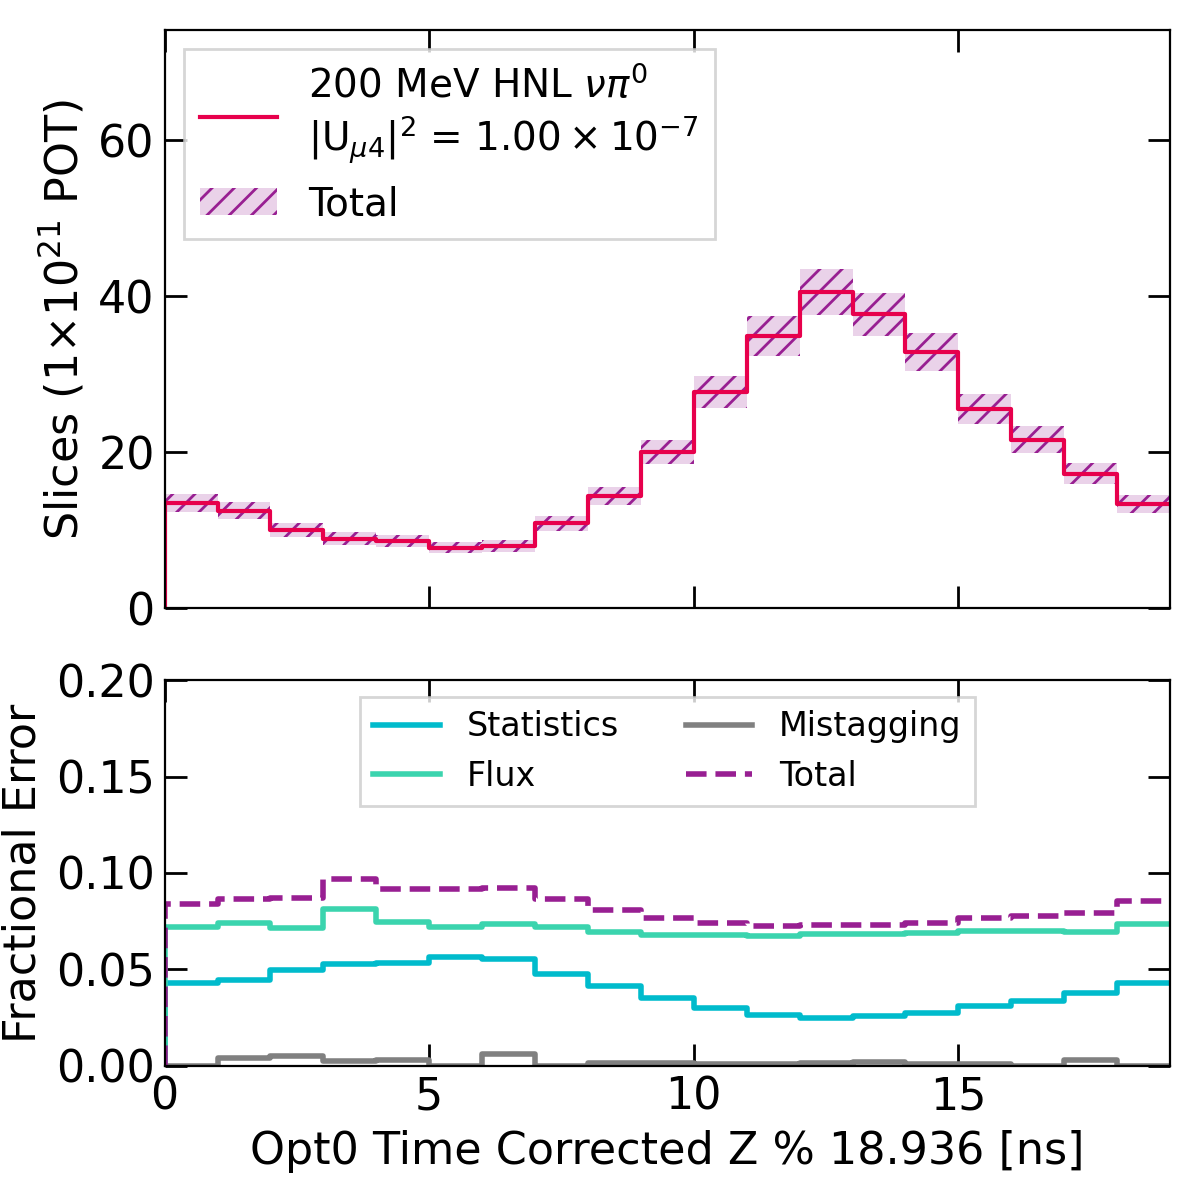 200 MeV HNL νπ⁰
|U_{μ4}|² = 1.00 × 10⁻⁷
Total
Slices (1×10²¹ POT)
60
40
20
0
Fractional Error
0.20
0.15
0.10
0.05
0.00
Statistics
Flux
Mistagging
Total
0 5 10 15
Opt0 Time Corrected Z % 18.936 [ns]